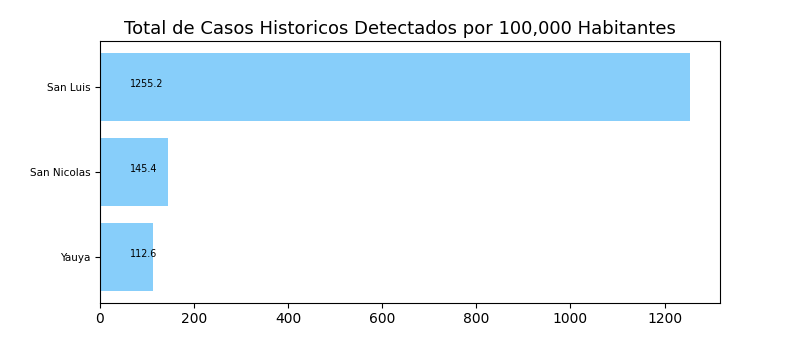 Total de Casos Historicos Detectados por 100,000 Habitantes
San Luis 1255.2
San Nicolas 145.4
Yauya 112.6
0 200 400 600 800 1000 1200